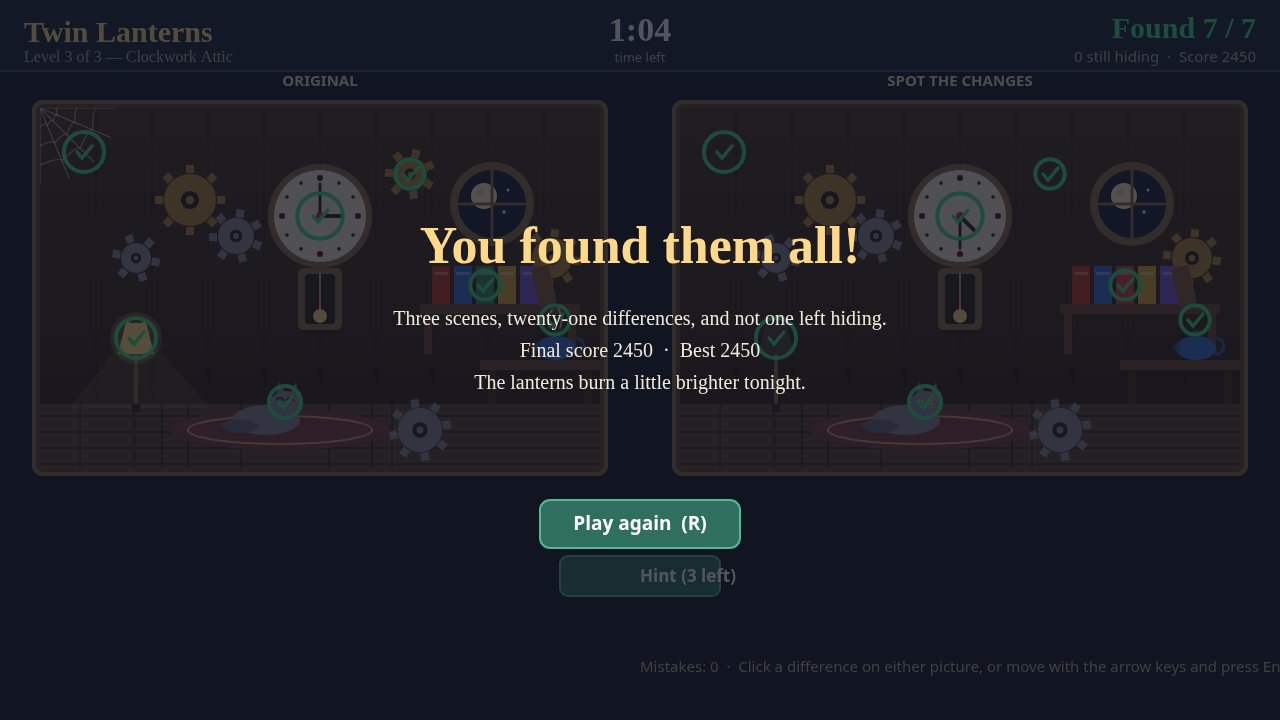 Twin Lanterns
Level 3 of 3 — Clockwork Attic
1:04
time left
Found 7 / 7
0 still hiding · Score 2450
ORIGINAL
SPOT THE CHANGES
You found them all!
Three scenes, twenty-one differences, and not one left hiding.
Final score 2450 · Best 2450
The lanterns burn a little brighter tonight.
Play again (R)
Hint (3 left)
Mistakes: 0 · Click a difference on either picture, or move with the arrow keys and press En